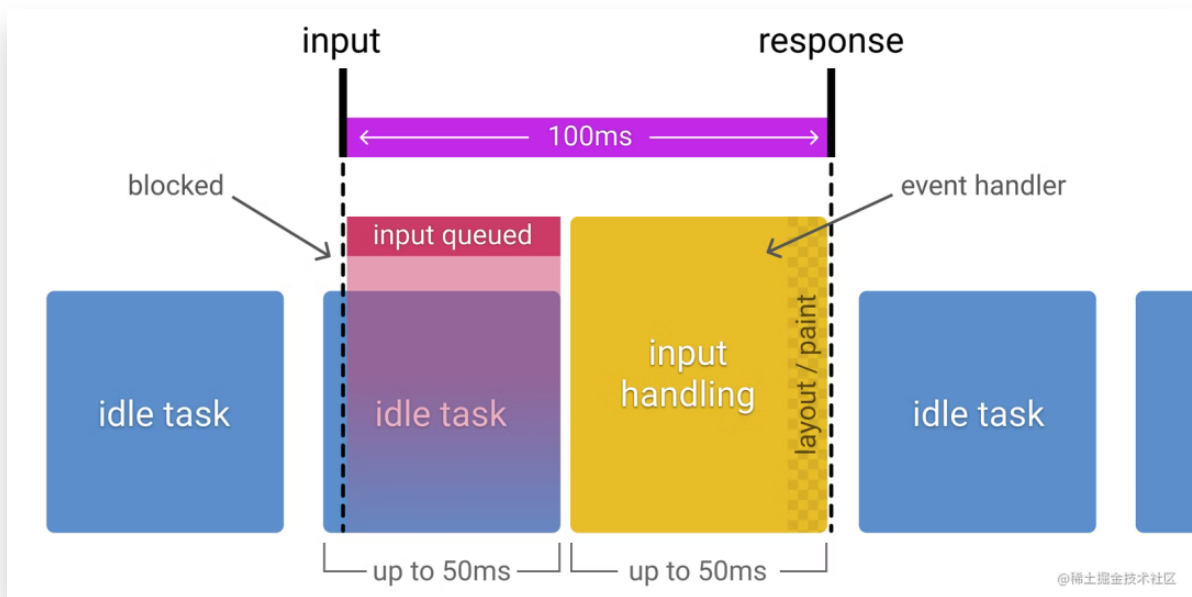 input
response
100ms
blocked
event handler
input queued
layout / paint
input
handling
idle task
idle task
idle task
up to 50ms
up to 50ms
@稀土掘金技术社区